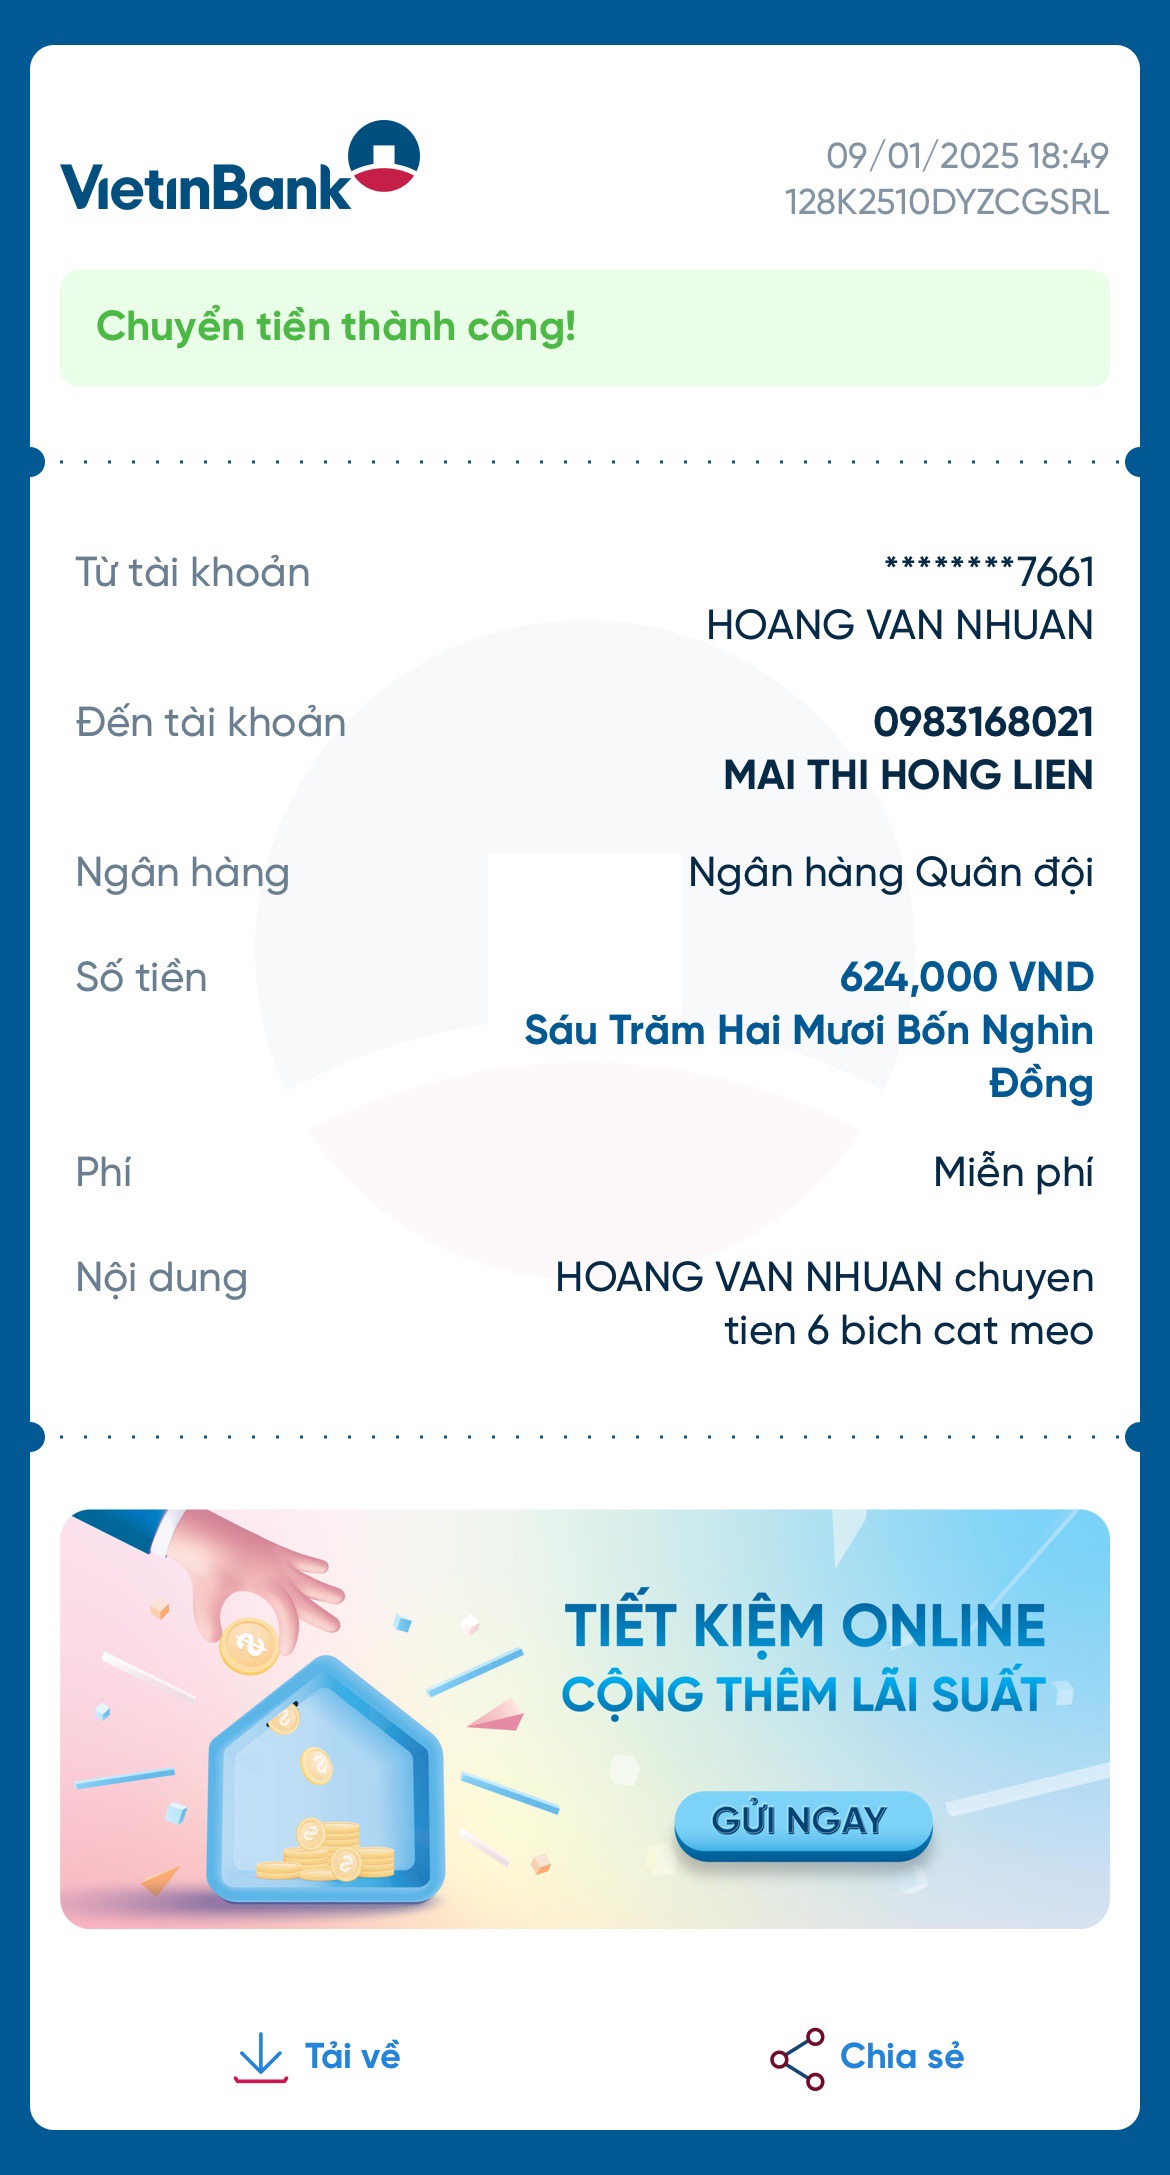 VietinBank
09/01/2025 18:49
128K2510DYZCGSRL
Chuyển tiền thành công!
Từ tài khoản
********7661
HOANG VAN NHUAN
Đến tài khoản
0983168021
MAI THI HONG LIEN
Ngân hàng
Ngân hàng Quân đội
Số tiền
624,000 VND
Sáu Trăm Hai Mươi Bốn Nghìn
Đồng
Phí
Miễn phí
Nội dung
HOANG VAN NHUAN chuyen
tien 6 bich cat meo
TIẾT KIỆM ONLINE
CỘNG THÊM LÃI SUẤT
GỬI NGAY
Tải về
Chia sẻ